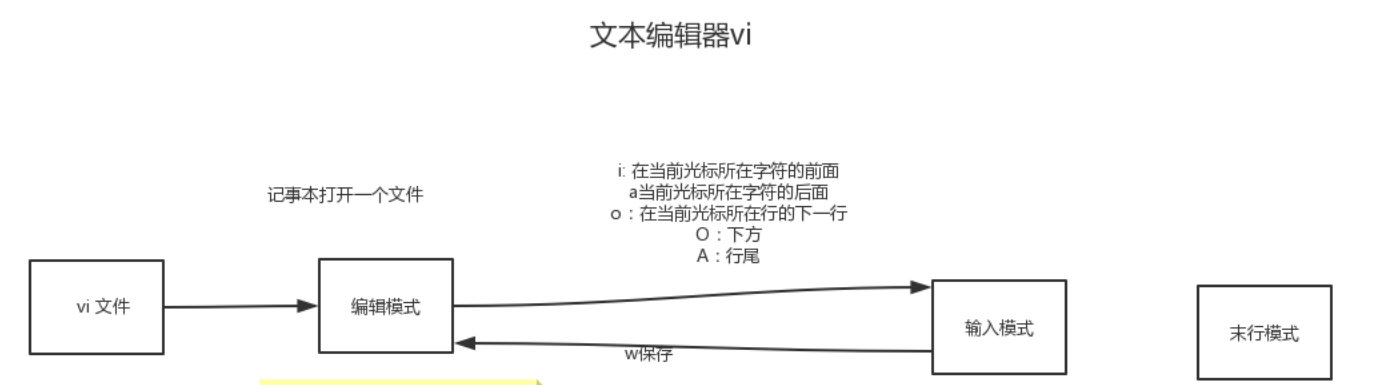 文本编辑器vi
记事本打开一个文件
i: 在当前光标所在字符的前面
a当前光标所在字符的后面
o：在当前光标所在行的下一行
O：下方
A：行尾
vi 文件
编辑模式
输入模式
末行模式
w保存